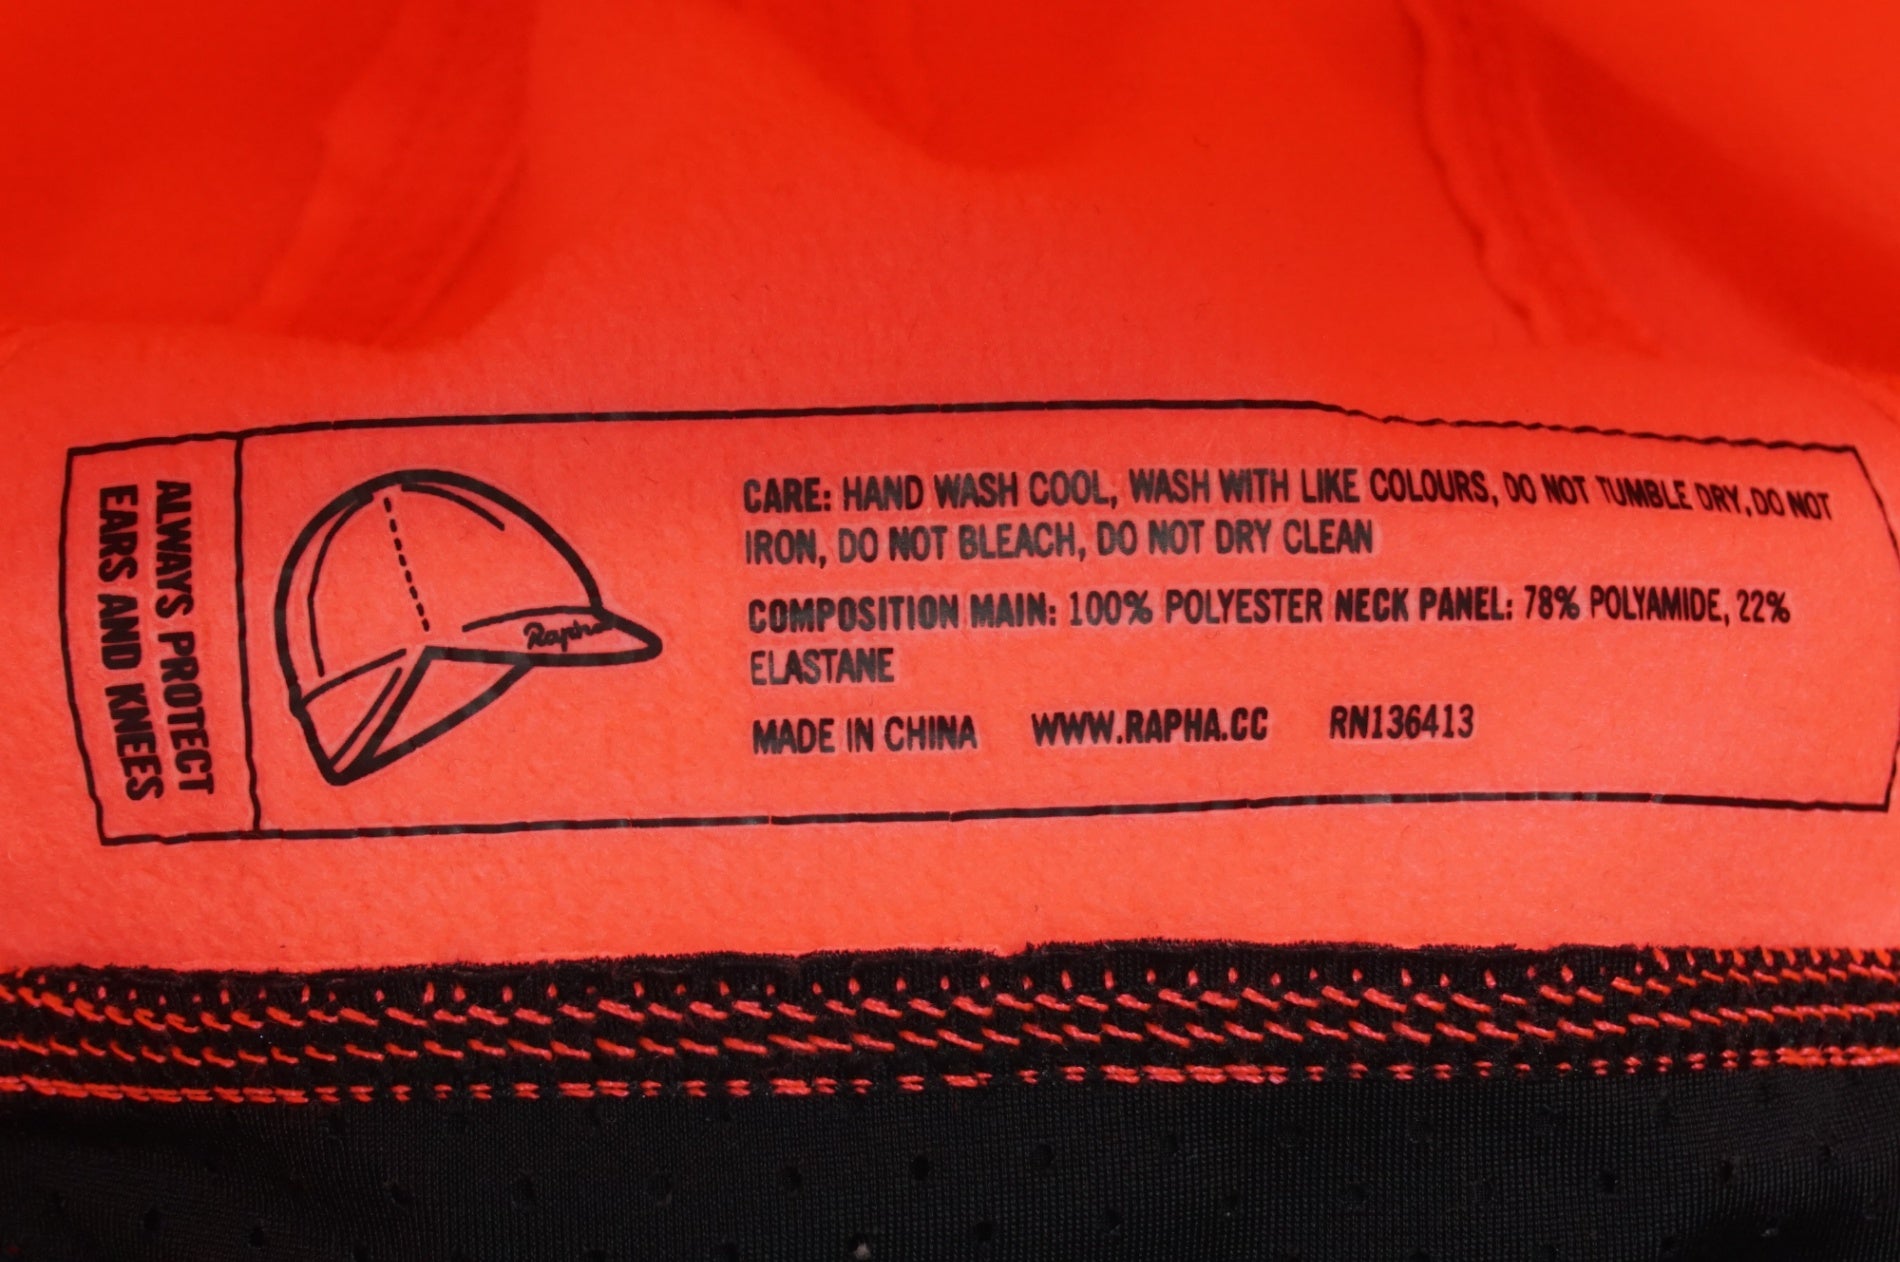 ALWAYS PROTECT
EARS AND KNEES
Rapha
CARE: HAND WASH COOL, WASH WITH LIKE COLOURS, DO NOT TUMBLE DRY, DO NOT
IRON, DO NOT BLEACH, DO NOT DRY CLEAN
COMPOSITION MAIN: 100% POLYESTER NECK PANEL: 78% POLYAMIDE, 22%
ELASTANE
MADE IN CHINA WWW.RAPHA.CC RN136413